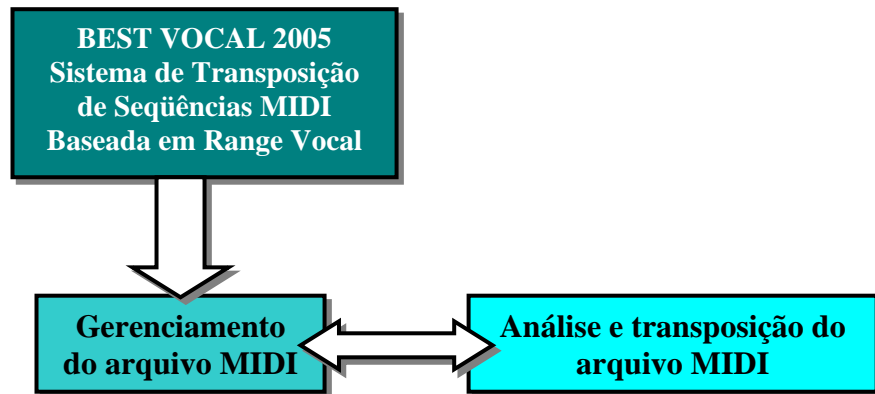 BEST VOCAL 2005
Sistema de Transposição
de Seqüências MIDI
Baseada em Range Vocal
Gerenciamento
do arquivo MIDI
Análise e transposição do
arquivo MIDI